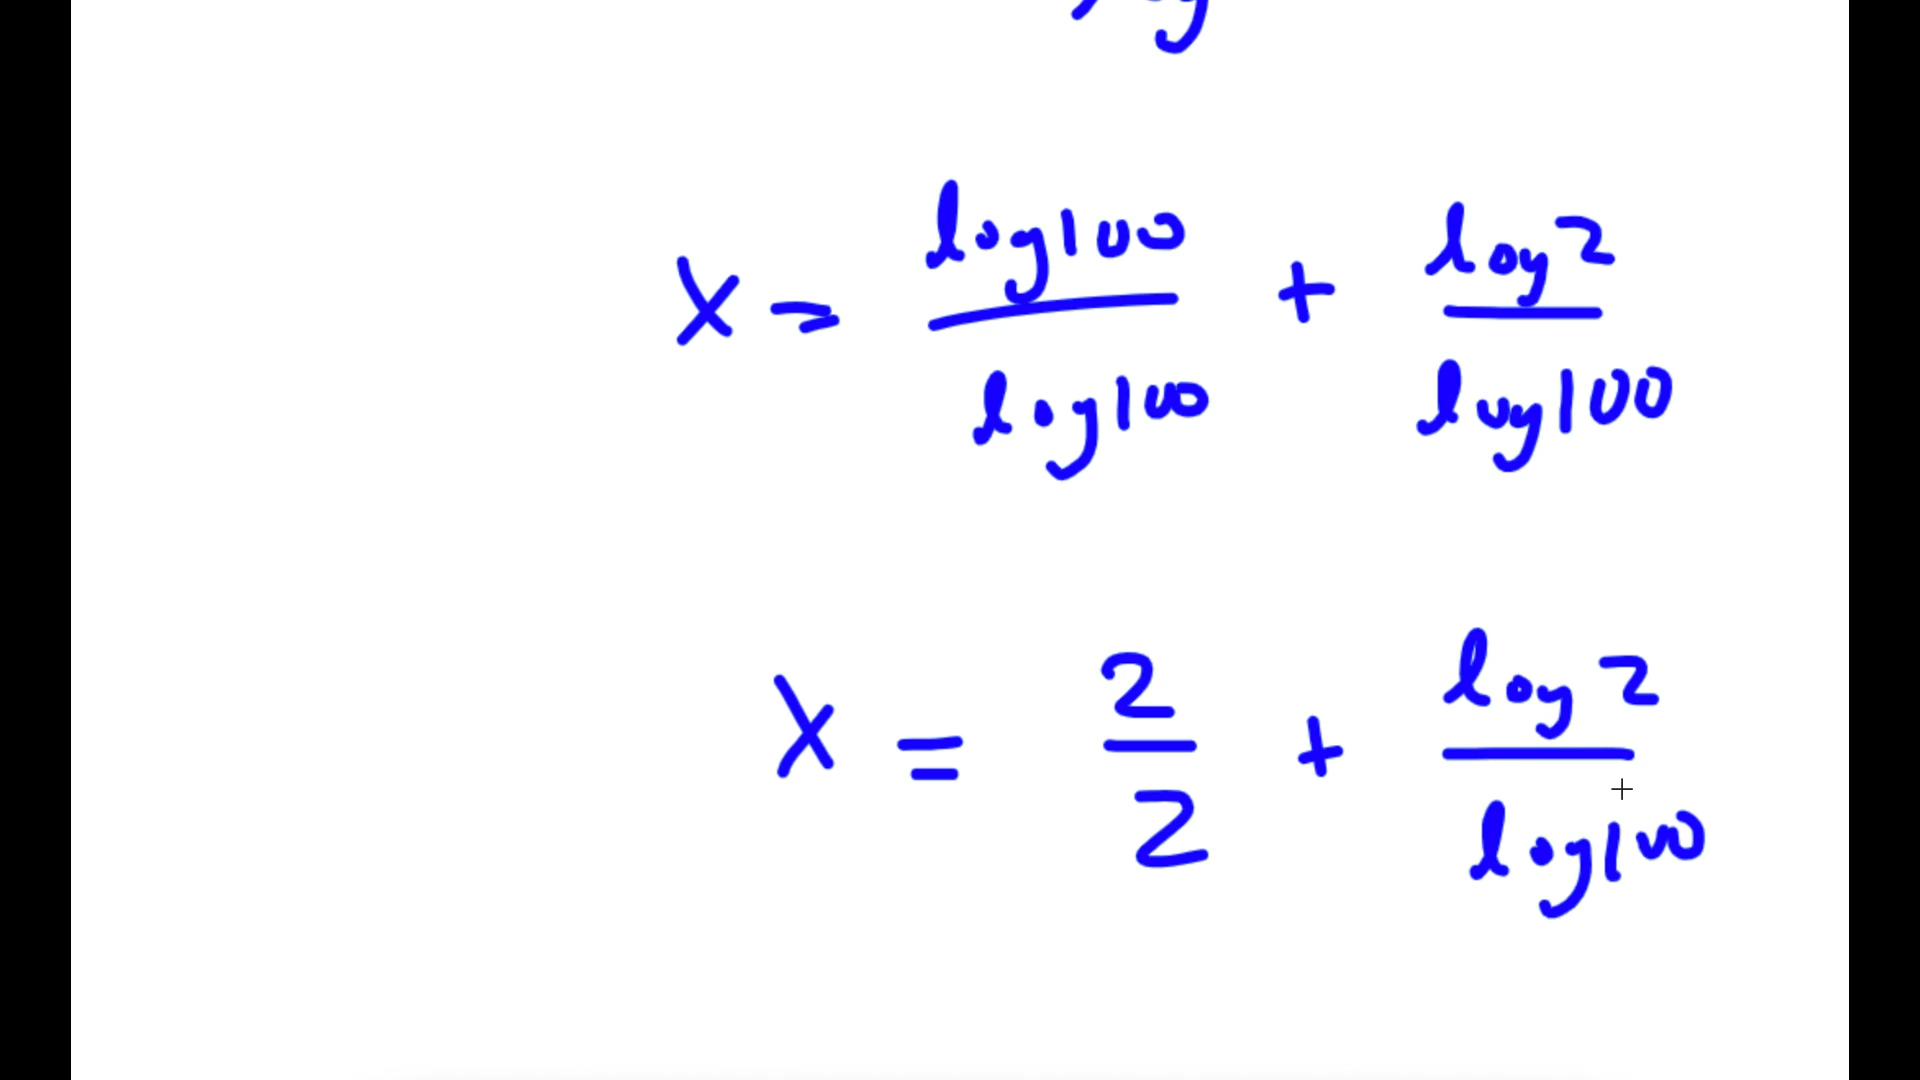 x = log100/log100 + log2/log100
x = 2/2 + log2/log100